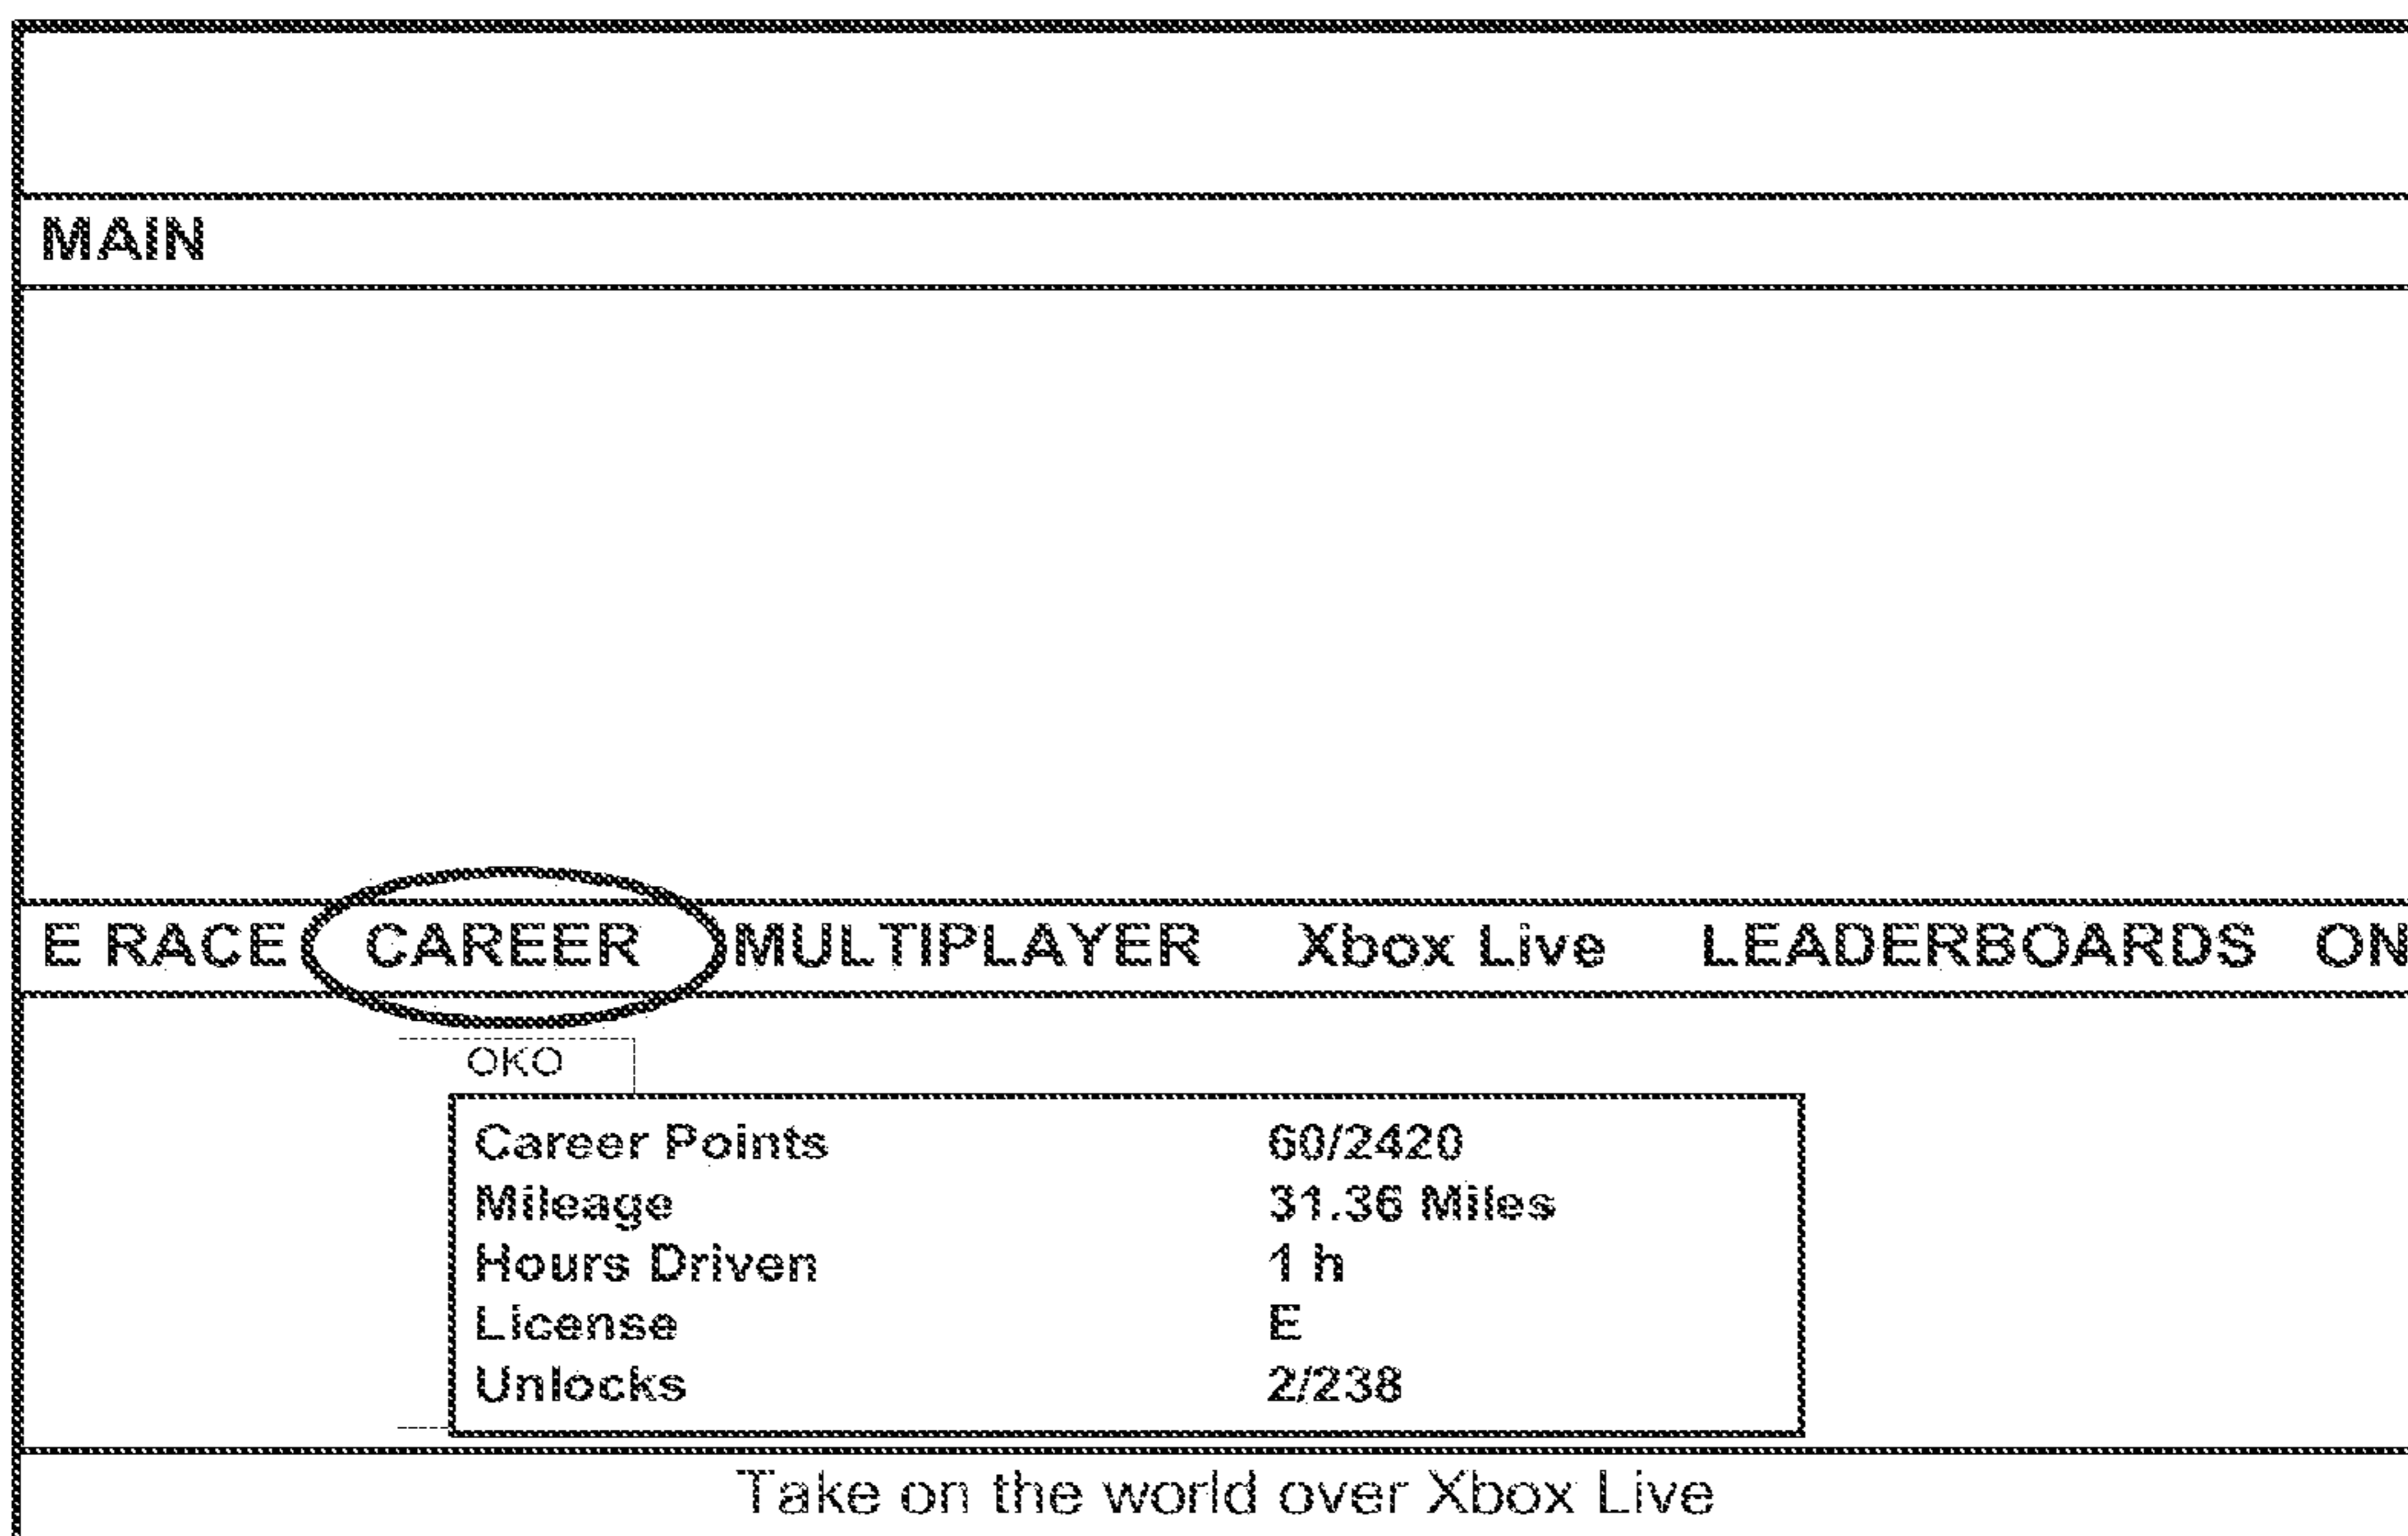 MAIN
E RACE CAREER MULTIPLAYER Xbox Live LEADERBOARDS ON
OKO
Career Points 60/2420
Mileage 31.36 Miles
Hours Driven 1 h
License E
Unlocks 2/238
Take on the world over Xbox Live